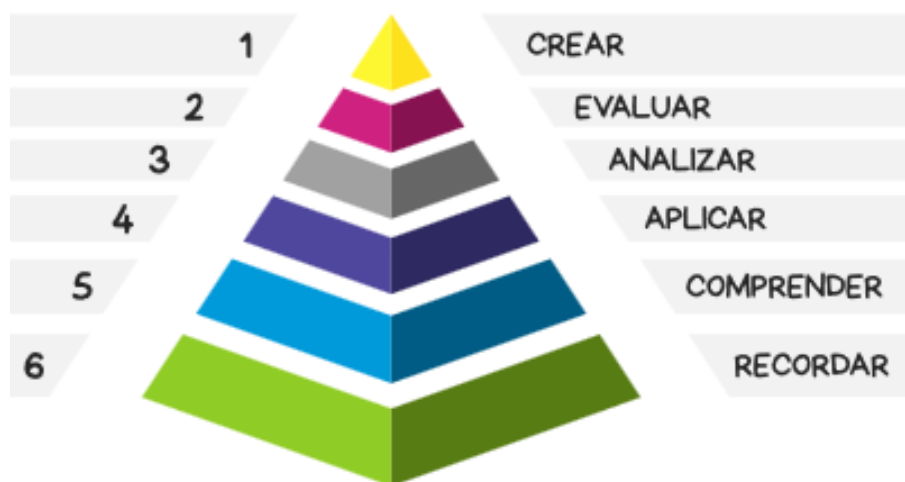 1 CREAR
2 EVALUAR
3 ANALIZAR
4 APLICAR
5 COMPRENDER
6 RECORDAR